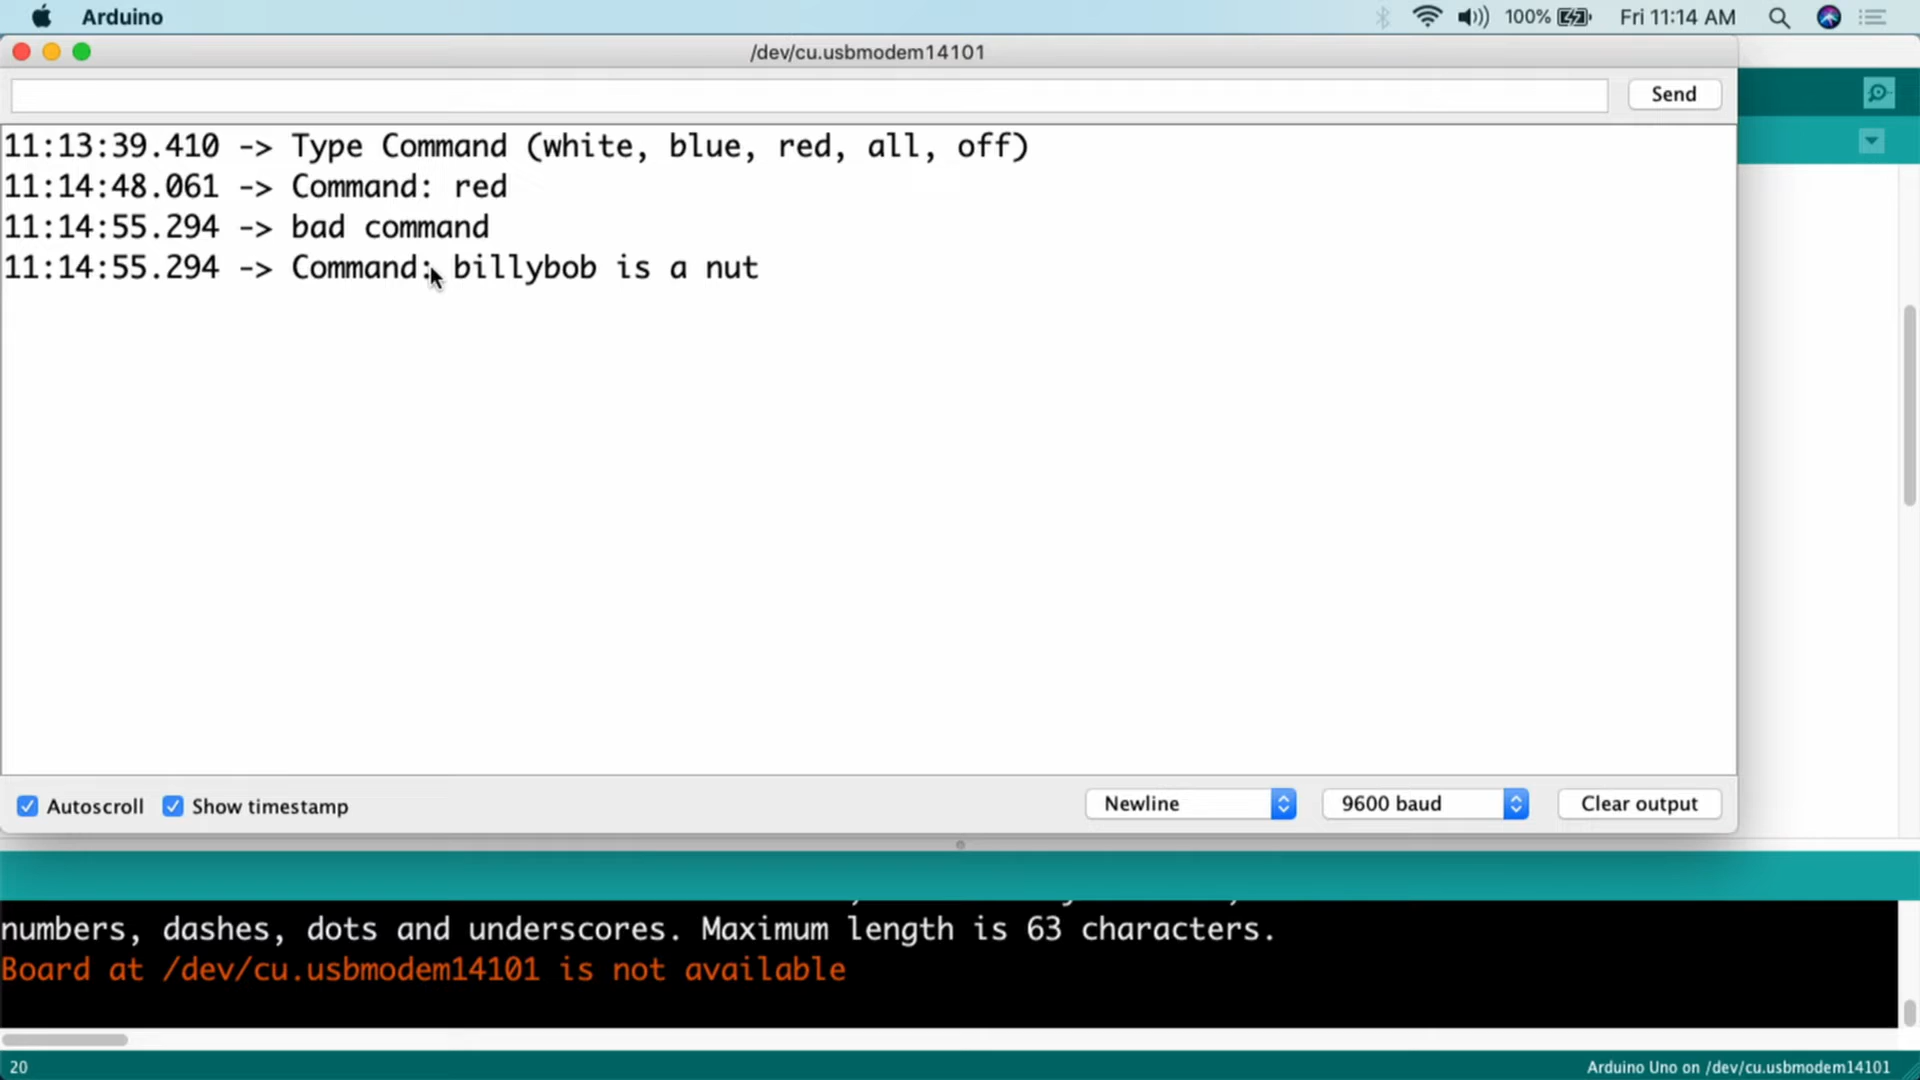 Arduino
100%
Fri 11:14 AM
/dev/cu.usbmodem14101
Send
11:13:39.410 -> Type Command (white, blue, red, all, off)
11:14:48.061 -> Command: red
11:14:55.294 -> bad command
11:14:55.294 -> Command: billybob is a nut
Autoscroll
Show timestamp
Newline
9600 baud
Clear output
numbers, dashes, dots and underscores. Maximum length is 63 characters.
Board at /dev/cu.usbmodem14101 is not available
20
Arduino Uno on /dev/cu.usbmodem14101